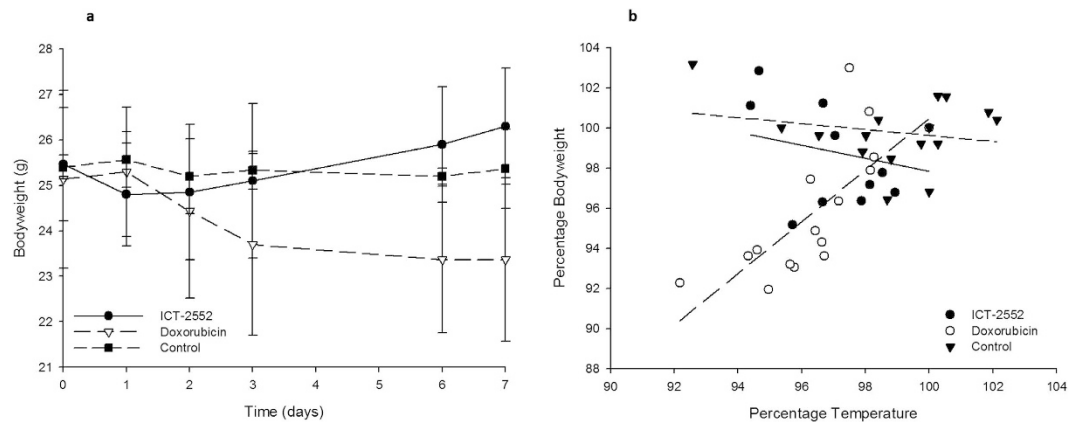 a
28
27
26
25
24
23
22
21
Bodyweight (g)
ICT-2552
Doxorubicin
Control
0 1 2 3 4 5 6 7
Time (days)
b
104
102
100
98
96
94
92
90
88
Percentage Bodyweight
ICT-2552
Doxorubicin
Control
90 92 94 96 98 100 102 104
Percentage Temperature